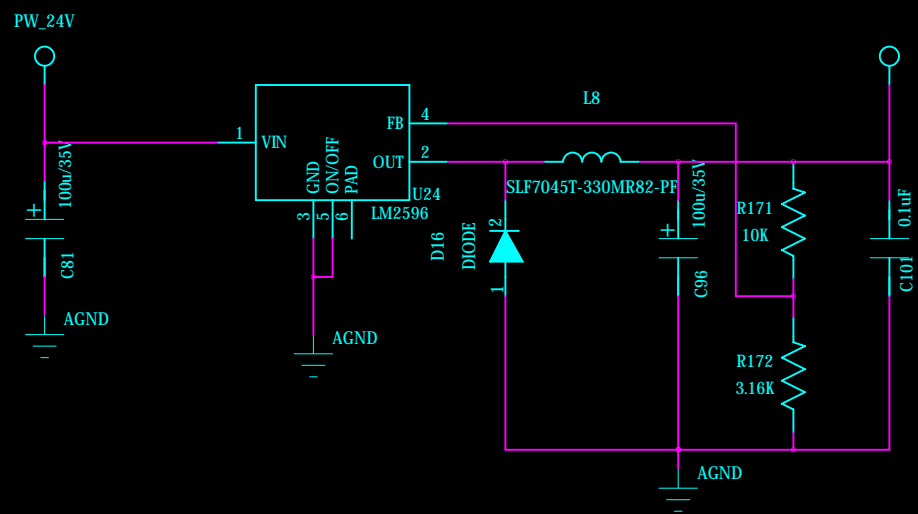 PW_24V
L8
1
VIN
FB
4
OUT
2
GND
ON/OFF
PAD
3
5
6
U24
LM2596
100u/35V
+
C81
AGND
AGND
SLF7045T-330MR82-PF
D16
DIODE
2
1
100u/35V
+
C96
R171
10K
0.1uF
C101
R172
3.16K
AGND